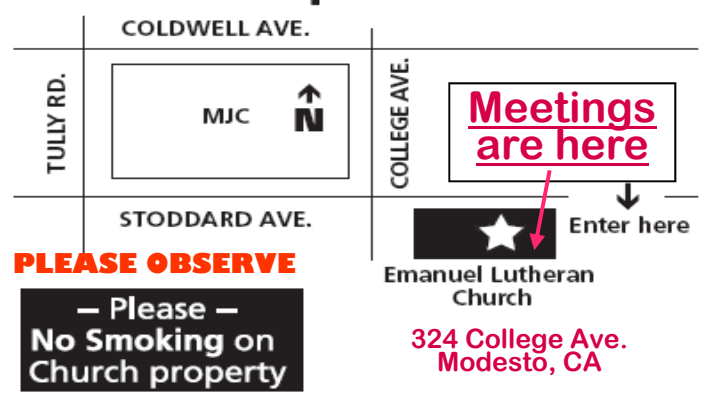 COLDWELL AVE.
TULLY RD.
MJC
N
COLLEGE AVE.
Meetings
are here
STODDARD AVE.
Enter here
PLEASE OBSERVE
Emanuel Lutheran
Church
– Please –
No Smoking on
Church property
324 College Ave.
Modesto, CA